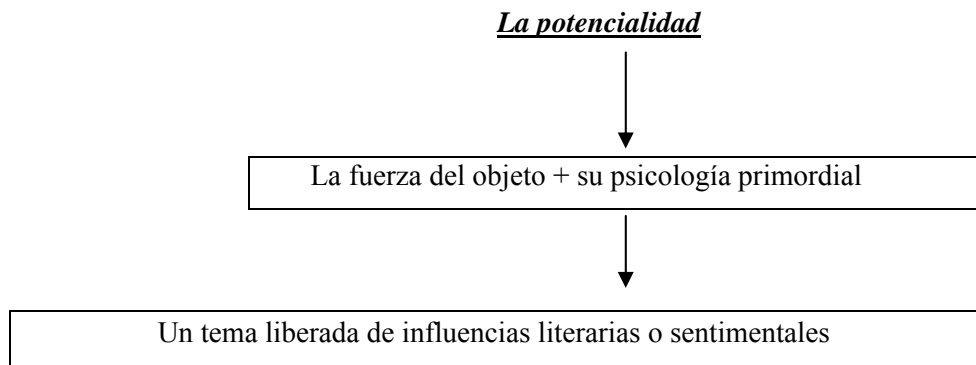 La potencialidad
La fuerza del objeto + su psicología primordial
Un tema liberada de influencias literarias o sentimentales